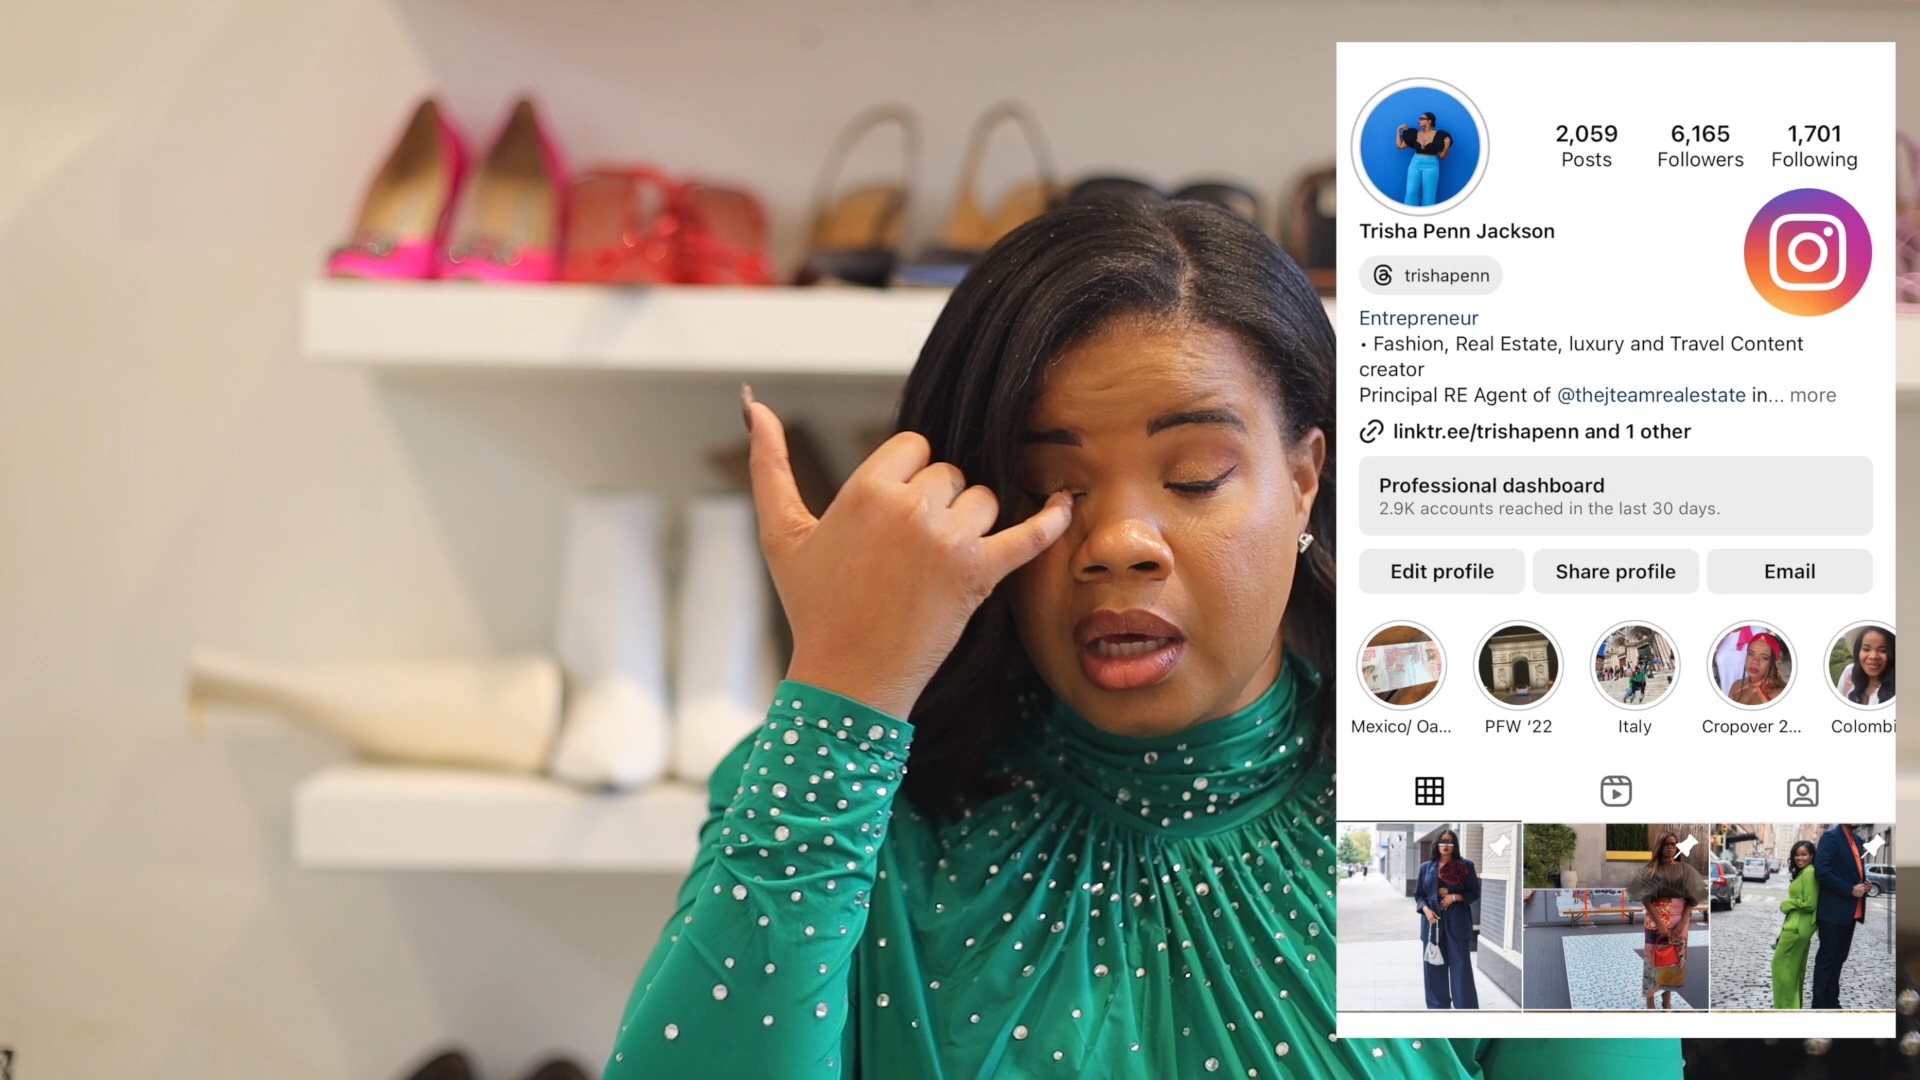 2,059 6,165 1,701
Posts Followers Following
Trisha Penn Jackson
trishapenn
Entrepreneur
• Fashion, Real Estate, luxury and Travel Content
creator
Principal RE Agent of @thejteamrealestate in... more
linktr.ee/trishapenn and 1 other
Professional dashboard
2.9K accounts reached in the last 30 days.
Edit profile Share profile Email
Mexico/ Oa... PFW ‘22 Italy Cropover 2... Colombi